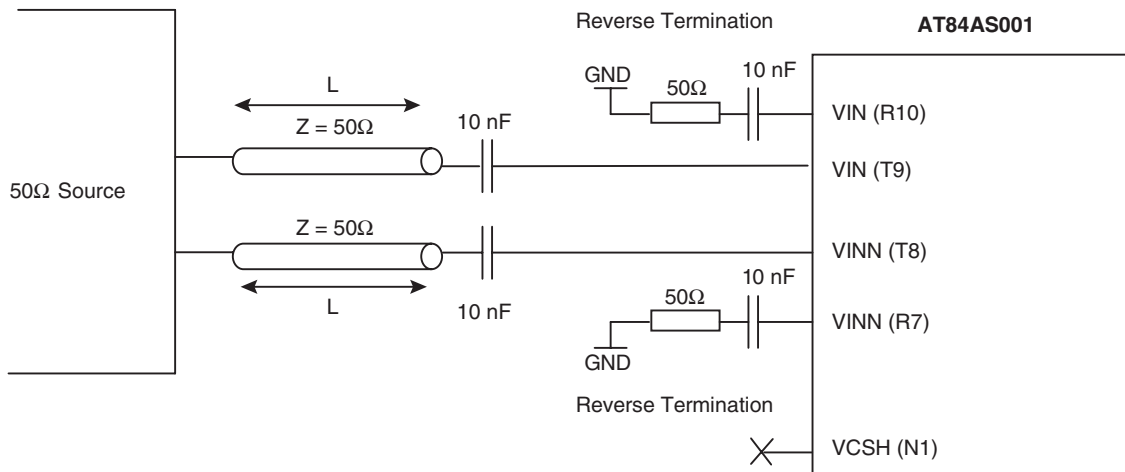 Reverse Termination
AT84AS001
GND
50Ω
10 nF
VIN (R10)
L
Z = 50Ω
10 nF
VIN (T9)
50Ω Source
Z = 50Ω
VINN (T8)
L
10 nF
50Ω
10 nF
VINN (R7)
GND
Reverse Termination
VCSH (N1)